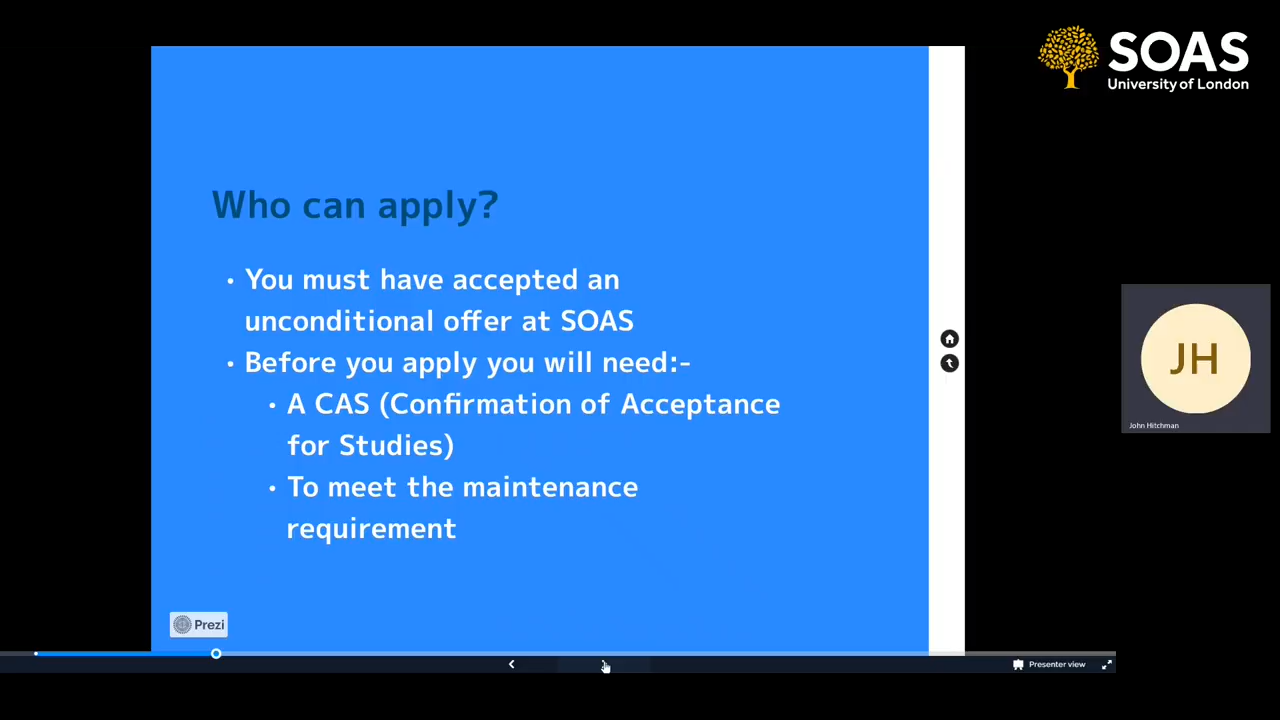 SOAS
University of London
Who can apply?
• You must have accepted an
unconditional offer at SOAS
• Before you apply you will need:-
• A CAS (Confirmation of Acceptance
for Studies)
• To meet the maintenance
requirement
JH
John Hitchman
Prezi
Presenter view